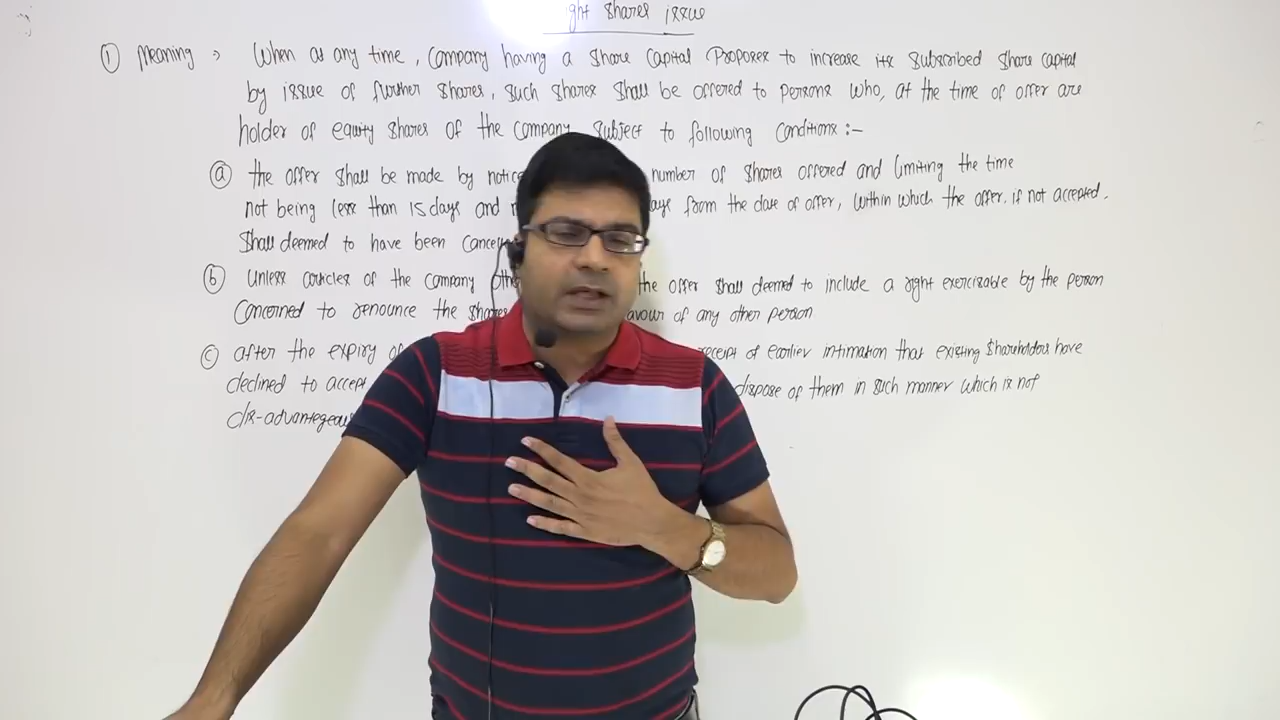 ight shares issue
① Meaning → When as any time, Company having a share capital proposes to increase its subscribed share capital
by issue of further shares, such shares shall be offered to persons who, at the time of offer are
holder of equity shares of the company subject to following conditions :-
ⓐ the offer shall be made by notice number of shares offered and limiting the time
not being less than 15 days and from the date of offer, within which the offer, if not accepted,
shall deemed to have been
ⓑ unless articles of the company the offer shall deemed to include a right exercisable by the person
concerned to renounce the of any other person
ⓒ after the expiry of receipt of earlier intimation that existing shareholders have
declined to accept dispose of them in such manner which is not